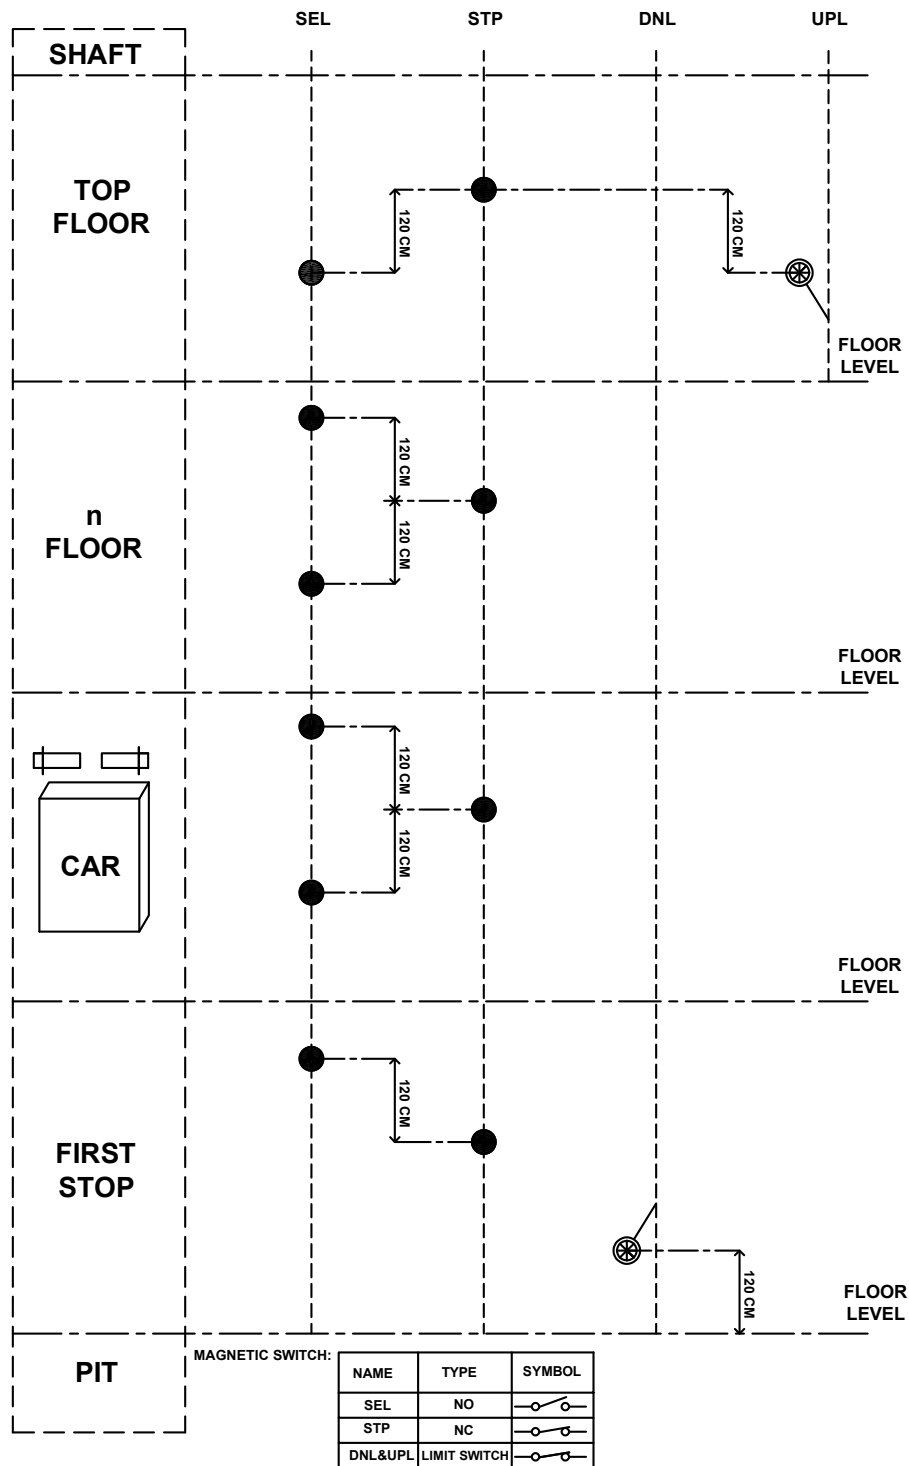 SEL STP DNL UPL
SHAFT
TOP
FLOOR
120 CM
120 CM
FLOOR
LEVEL
120 CM
n
FLOOR
120 CM
FLOOR
LEVEL
120 CM
CAR
120 CM
FLOOR
LEVEL
120 CM
FIRST
STOP
120 CM
FLOOR
LEVEL
PIT
MAGNETIC SWITCH:
NAME TYPE SYMBOL
SEL NO
STP NC
DNL&UPL LIMIT SWITCH